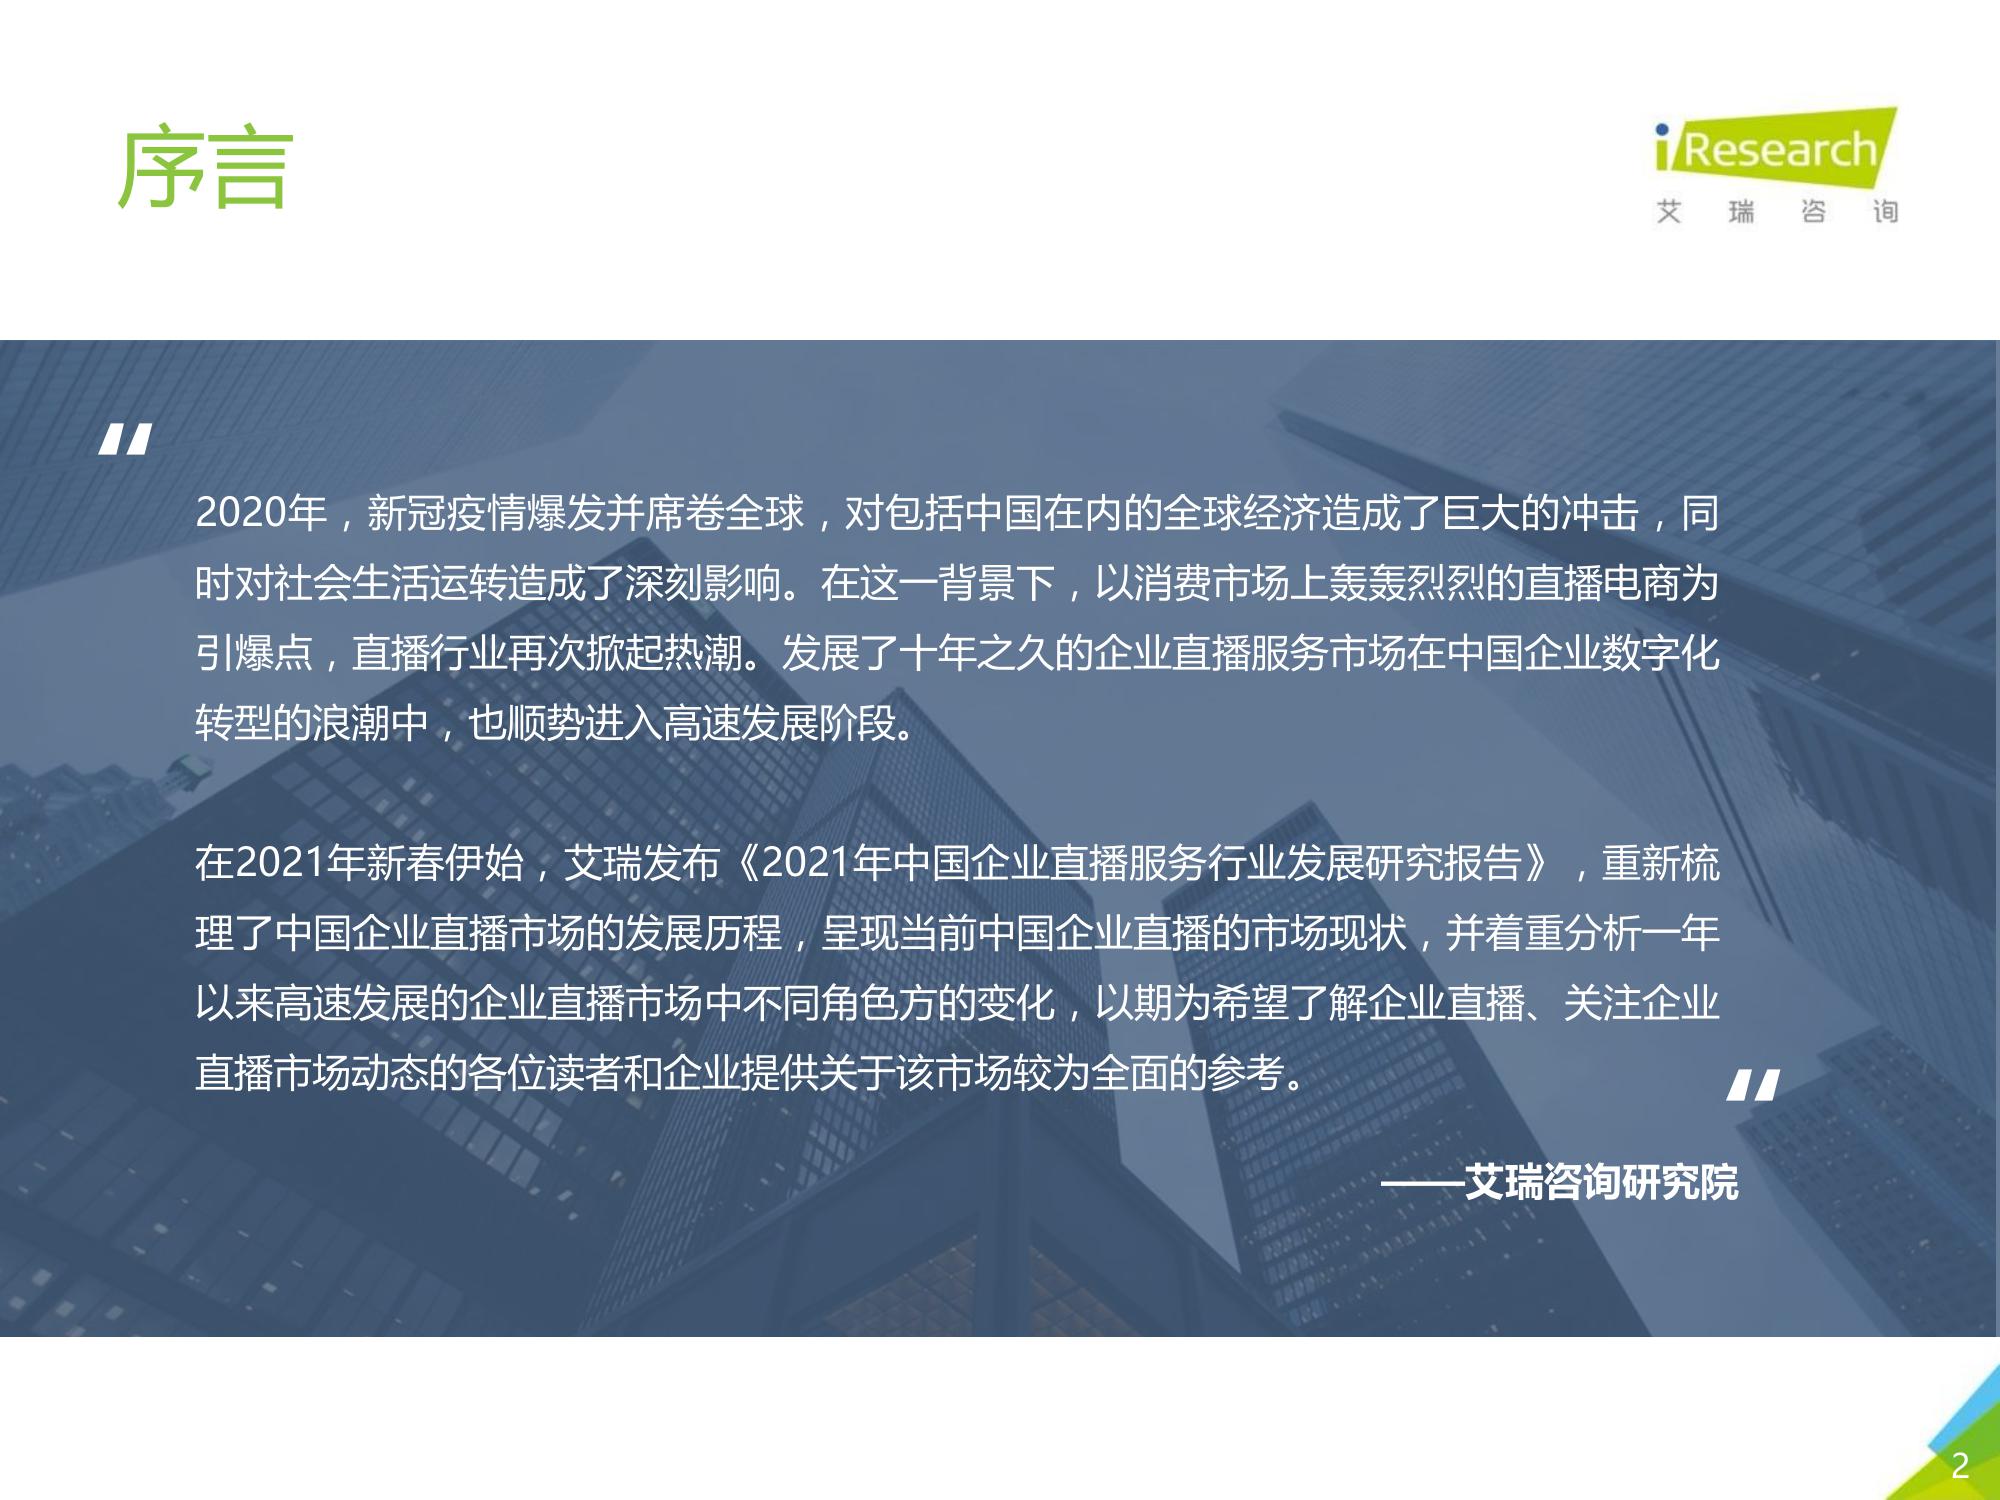 序言
iResearch
艾瑞咨询
“
2020年，新冠疫情爆发并席卷全球，对包括中国在内的全球经济造成了巨大的冲击，同
时对社会生活运转造成了深刻影响。在这一背景下，以消费市场上轰轰烈烈的直播电商为
引爆点，直播行业再次掀起热潮。发展了十年之久的企业直播服务市场在中国企业数字化
转型的浪潮中，也顺势进入高速发展阶段。
在2021年新春伊始，艾瑞发布《2021年中国企业直播服务行业发展研究报告》，重新梳
理了中国企业直播市场的发展历程，呈现当前中国企业直播的市场现状，并着重分析一年
以来高速发展的企业直播市场中不同角色方的变化，以期为希望了解企业直播、关注企业
直播市场动态的各位读者和企业提供关于该市场较为全面的参考。
“
——艾瑞咨询研究院
2